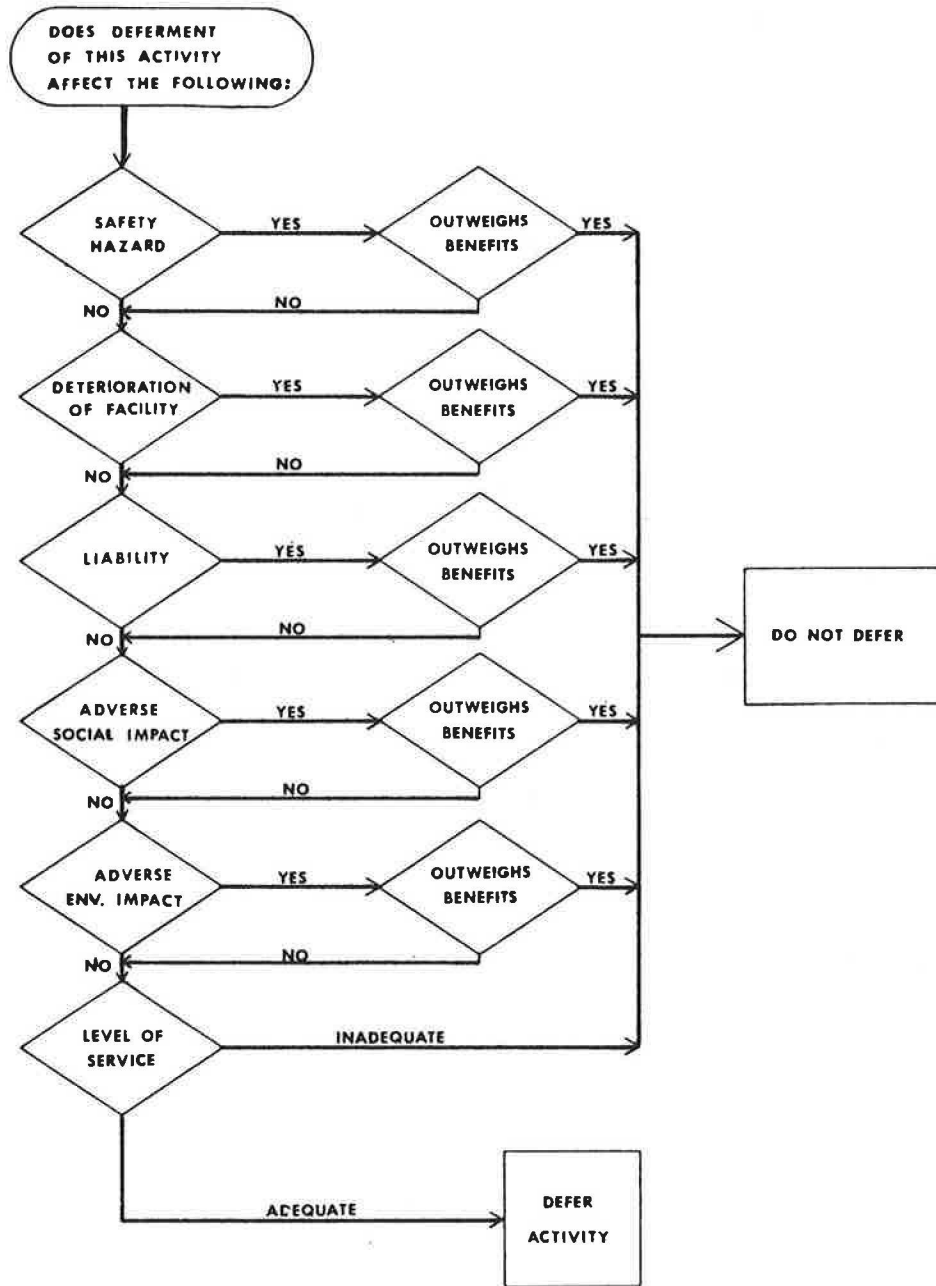 DOES DEFERMENT
OF THIS ACTIVITY
AFFECT THE FOLLOWING:
SAFETY
HAZARD
YES
OUTWEIGHS
BENEFITS
YES
NO
NO
DETERIORATION
OF FACILITY
YES
OUTWEIGHS
BENEFITS
YES
NO
NO
LIABILITY
YES
OUTWEIGHS
BENEFITS
YES
NO
NO
DO NOT DEFER
ADVERSE
SOCIAL IMPACT
YES
OUTWEIGHS
BENEFITS
YES
NO
NO
ADVERSE
ENV. IMPACT
YES
OUTWEIGHS
BENEFITS
YES
NO
NO
LEVEL OF
SERVICE
INADEQUATE
ADEQUATE
DEFER
ACTIVITY